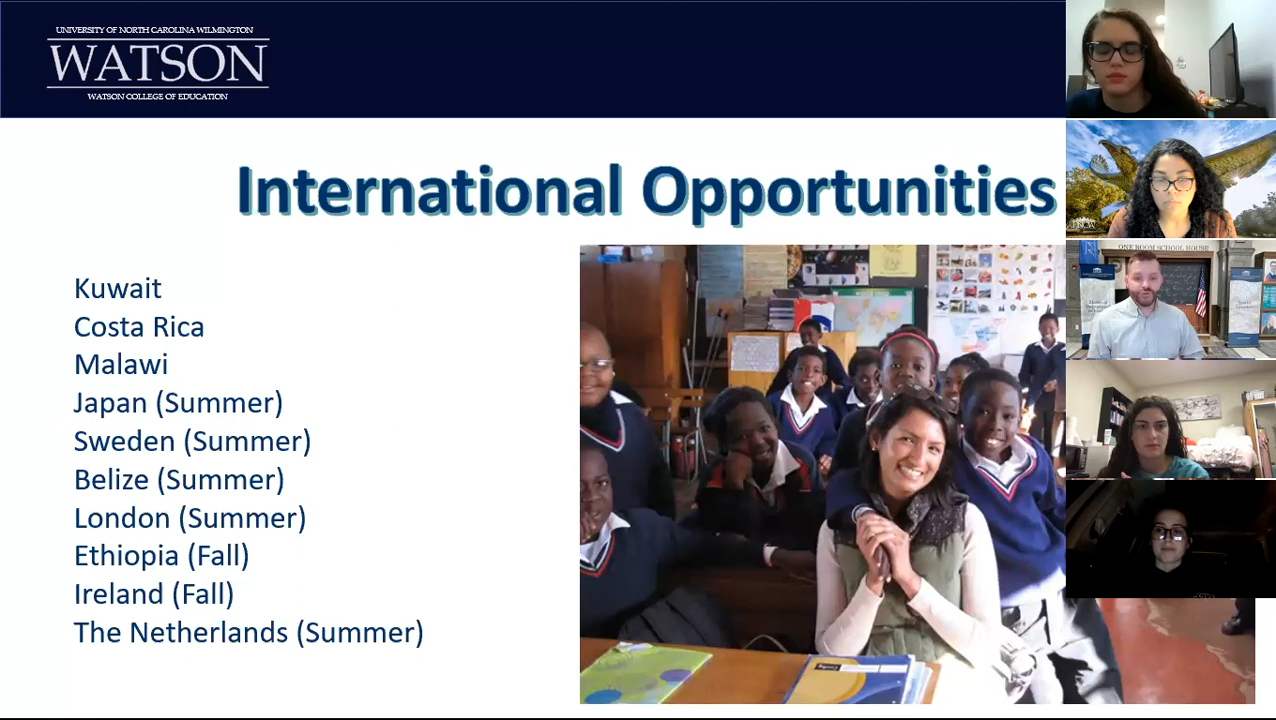 UNIVERSITY OF NORTH CAROLINA WILMINGTON
WATSON
WATSON COLLEGE OF EDUCATION
International Opportunities
Kuwait
Costa Rica
Malawi
Japan (Summer)
Sweden (Summer)
Belize (Summer)
London (Summer)
Ethiopia (Fall)
Ireland (Fall)
The Netherlands (Summer)
ONE ROOM SCHOOL HOUSE